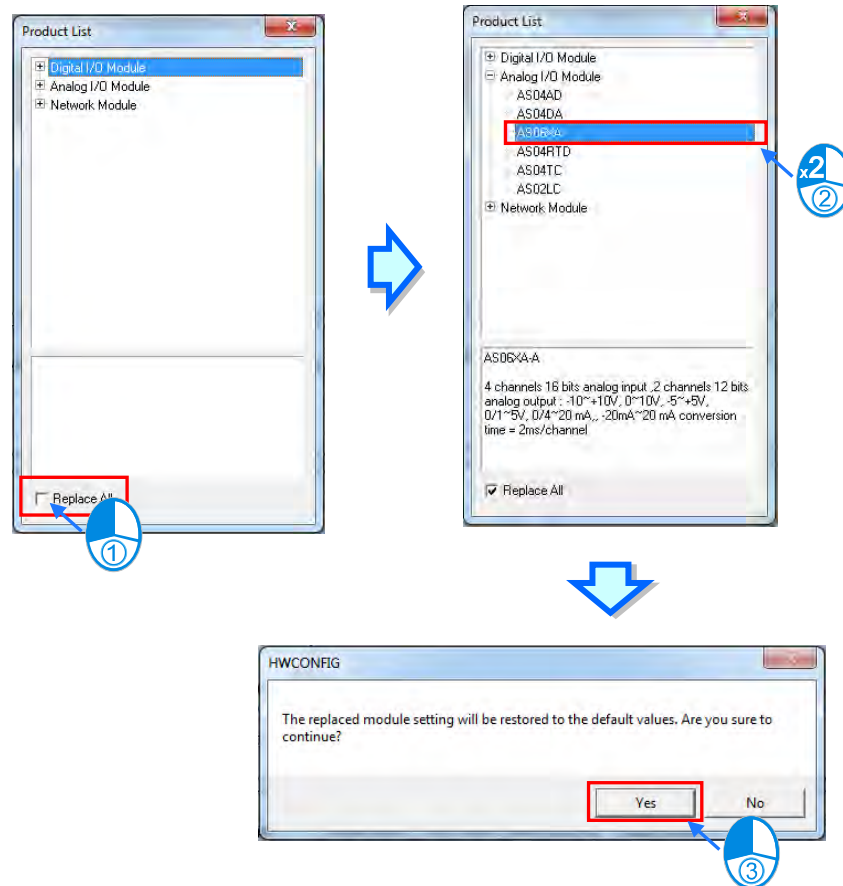 Product List
Digital I/O Module
Analog I/O Module
Network Module
Replace All
①
Product List
Digital I/O Module
Analog I/O Module
AS04AD
AS04DA
AS06XA
AS04RTD
AS04TC
AS02LC
Network Module
x2
②
AS06XA-A
4 channels 16 bits analog input ,2 channels 12 bits
analog output : -10~+10V, 0~10V, -5~+5V,
0/1~5V, 0/4~20 mA,, -20mA~20 mA conversion
time = 2ms/channel
Replace All
HWCONFIG
The replaced module setting will be restored to the default values. Are you sure to
continue?
Yes
No
③